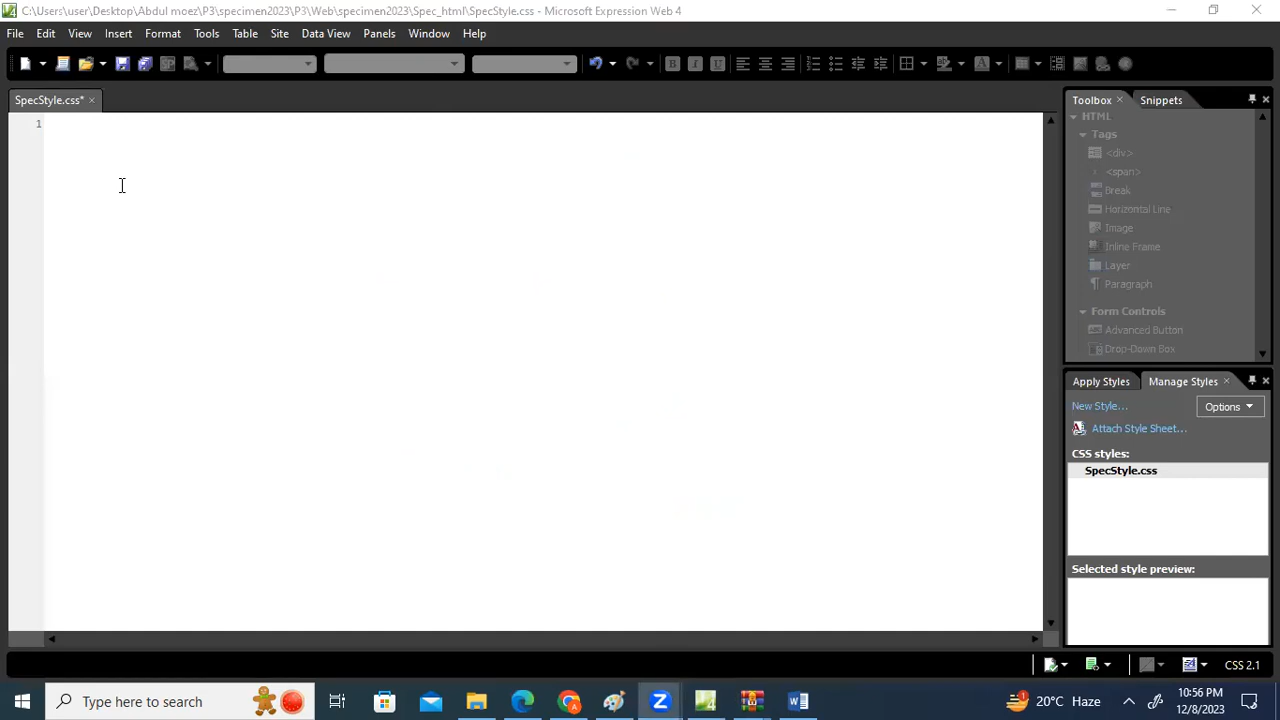 C:\Users\user\Desktop\Abdul moez\P3\specimen2023\P3\Web\specimen2023\Spec_html\SpecStyle.css - Microsoft Expression Web 4
File Edit View Insert Format Tools Table Site Data View Panels Window Help
SpecStyle.css*
1
Toolbox Snippets
HTML
Tags
<div>
<span>
Break
Horizontal Line
Image
Inline Frame
Layer
Paragraph
Form Controls
Advanced Button
Drop-Down Box
Apply Styles Manage Styles
New Style... Options
Attach Style Sheet...
CSS styles:
SpecStyle.css
Selected style preview:
CSS 2.1
Type here to search
20°C Haze
10:56 PM
12/8/2023